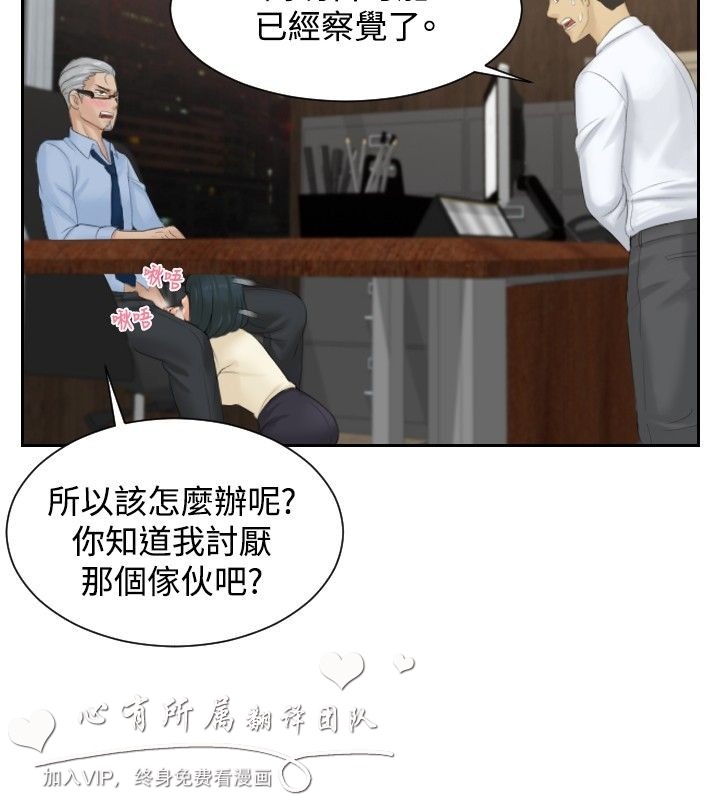 已經察覺了。
啾唔
啾唔
所以該怎麼辦呢?
你知道我討厭
那個傢伙吧?
心有所属翻译团队
加入VIP，终身免费看漫画